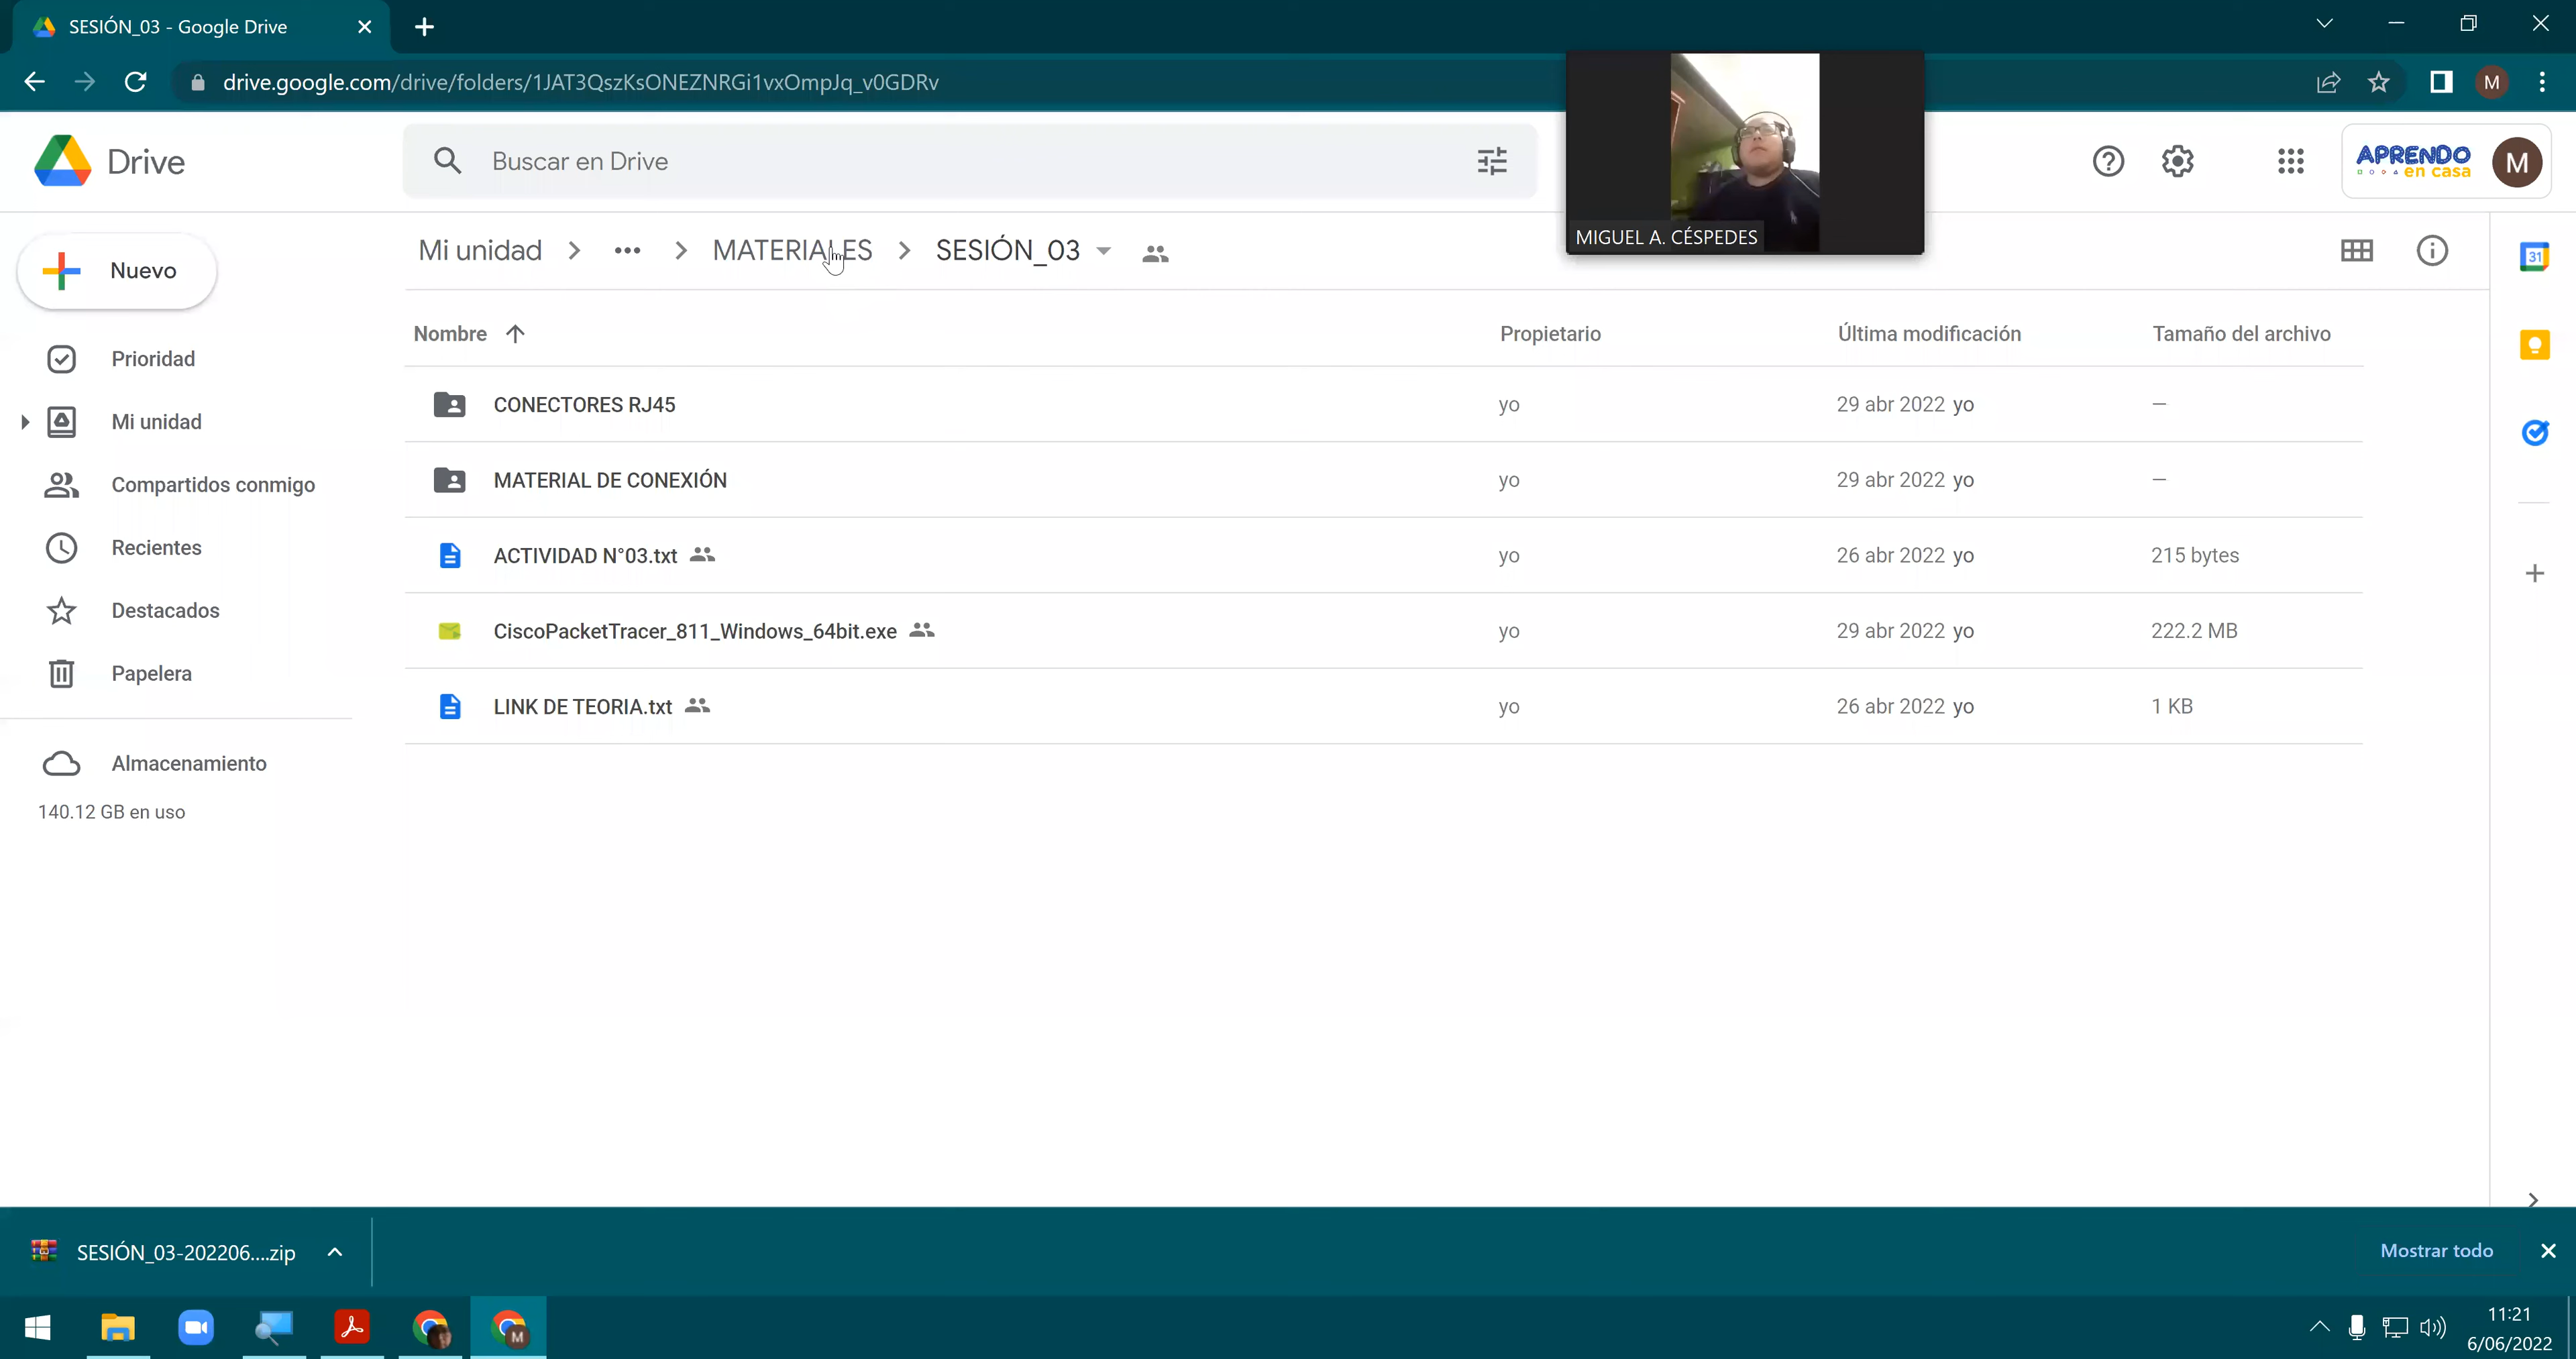 SESIÓN_03 - Google Drive
drive.google.com/drive/folders/1JAT3QszKsONEZNRGi1vxOmpJq_v0GDRv
M
Drive
Buscar en Drive
MIGUEL A. CÉSPEDES
APRENDO
en casa
M
Nuevo
Mi unidad
MATERIALES
SESIÓN_03
31
Prioridad
Mi unidad
Compartidos conmigo
Recientes
Destacados
Papelera
Almacenamiento
140.12 GB en uso
Nombre Propietario Última modificación Tamaño del archivo
CONECTORES RJ45 yo 29 abr 2022 yo —
MATERIAL DE CONEXIÓN yo 29 abr 2022 yo —
ACTIVIDAD N°03.txt yo 26 abr 2022 yo 215 bytes
CiscoPacketTracer_811_Windows_64bit.exe yo 29 abr 2022 yo 222.2 MB
LINK DE TEORIA.txt yo 26 abr 2022 yo 1 KB
SESIÓN_03-202206....zip
Mostrar todo
M
11:21
6/06/2022